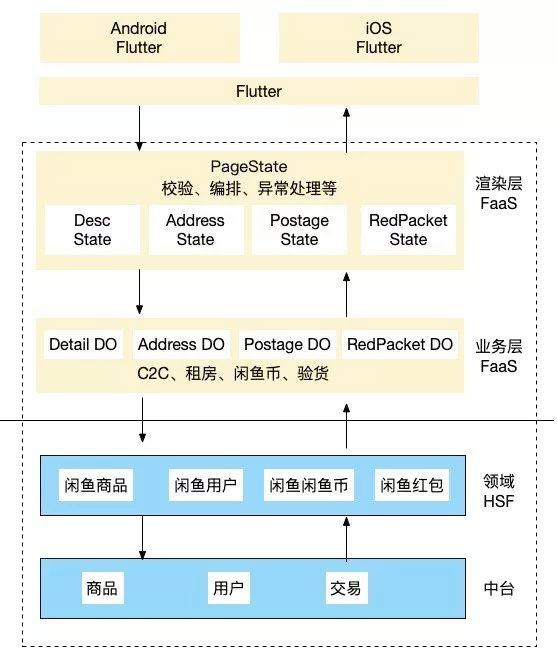 Android
Flutter
iOS
Flutter
Flutter
PageState
校验、编排、异常处理等
Desc
State
Address
State
Postage
State
RedPacket
State
渲染层
FaaS
Detail DO
Address DO
Postage DO
RedPacket DO
C2C、租房、闲鱼币、验货
业务层
FaaS
闲鱼商品
闲鱼用户
闲鱼闲鱼币
闲鱼红包
领域
HSF
商品
用户
交易
中台